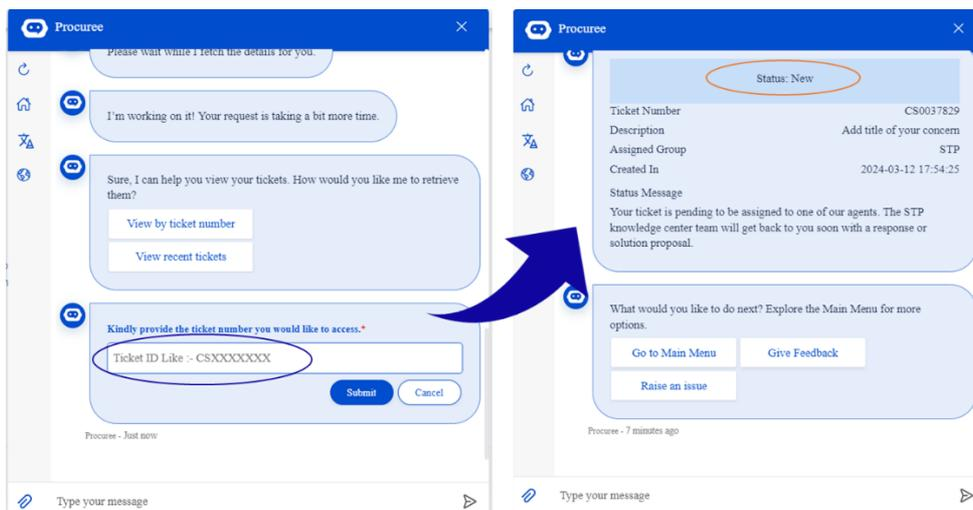 Procuree
Please wait while I fetch the details for you.
I'm working on it! Your request is taking a bit more time.
Sure, I can help you view your tickets. How would you like me to retrieve
them?
View by ticket number
View recent tickets
Kindly provide the ticket number you would like to access.*
Ticket ID Like :- CSXXXXXXX
Submit
Cancel
Procuree - Just now
Type your message
Procuree
Status: New
Ticket Number CS0037829
Description Add title of your concern
Assigned Group STP
Created In 2024-03-12 17:54:25
Status Message
Your ticket is pending to be assigned to one of our agents. The STP
knowledge center team will get back to you soon with a response or
solution proposal.
What would you like to do next? Explore the Main Menu for more
options.
Go to Main Menu
Give Feedback
Raise an issue
Procuree - 7 minutes ago
Type your message